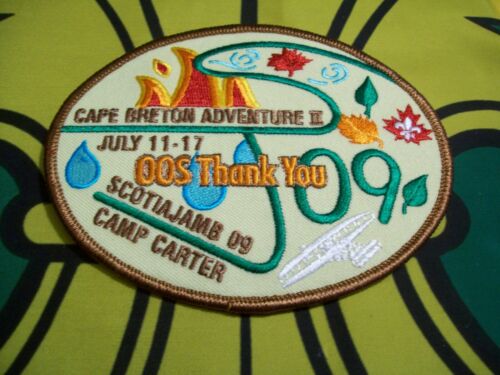 CAPE BRETON ADVENTURE II
JULY 11-17
OOS Thank You
09
SCOTIAJAMB 09
CAMP CARTER